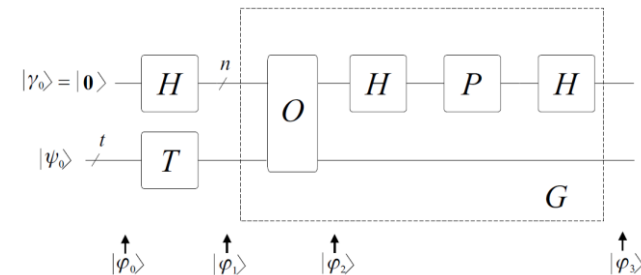 n
|γ₀⟩ = |0⟩ H O H P H
t
|ψ₀⟩ T
G
|φ₀⟩ |φ₁⟩ |φ₂⟩ |φ₃⟩